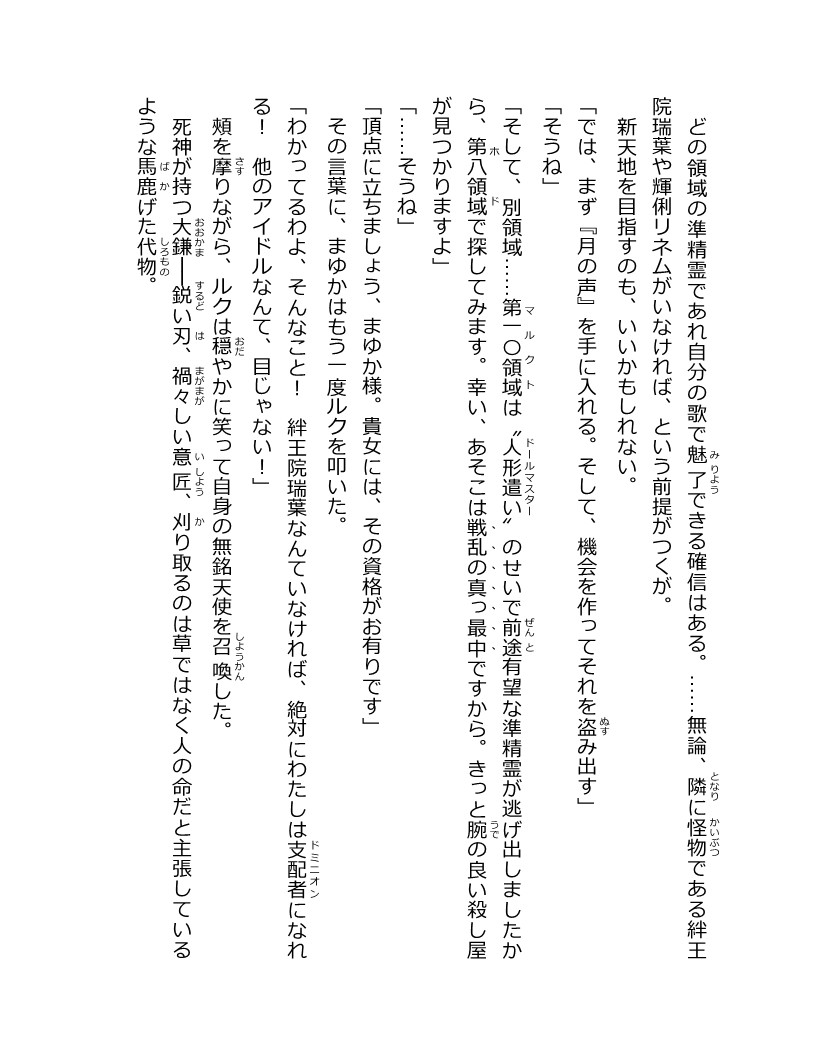 どの領域の準精霊であれ自分の歌で魅了できる確信はある。……無論、隣に怪物である絆王
院瑞葉や輝俐リネムがいなければ、という前提がつくが。
　新天地を目指すのも、いいかもしれない。
「では、まず『月の声』を手に入れる。そして、機会を作ってそれを盗み出す」
「そうね」
「そして、別領域……第一〇領域は〝人形遣い〟のせいで前途有望な準精霊が逃げ出しましたか
ら、第八領域で探してみます。幸い、あそこは戦乱の真っ最中ですから。きっと腕の良い殺し屋
が見つかりますよ」
「……そうね」
「頂点に立ちましょう、まゆか様。貴女には、その資格がお有りです」
　その言葉に、まゆかはもう一度ルクを叩いた。
「わかってるわよ、そんなこと！　絆王院瑞葉なんていなければ、絶対にわたしは支配者になれ
る！　他のアイドルなんて、目じゃない！」
　頰を摩りながら、ルクは穏やかに笑って自身の無銘天使を召喚した。
　死神が持つ大鎌──鋭い刃、禍々しい意匠、刈り取るのは草ではなく人の命だと主張している
ような馬鹿げた代物。